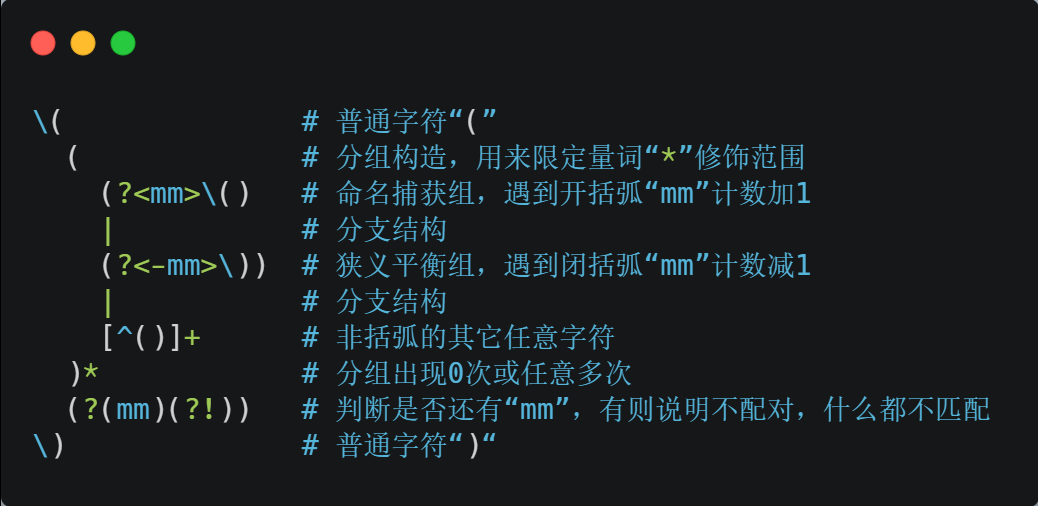 \(               # 普通字符“(”
  (              # 分组构造，用来限定量词“*”修饰范围
    (?<mm>\()    # 命名捕获组，遇到开括弧“mm”计数加1
    |            # 分支结构
    (?<-mm>\))   # 狭义平衡组，遇到闭括弧“mm”计数减1
    |            # 分支结构
    [^()]+       # 非括弧的其它任意字符
  )*             # 分组出现0次或任意多次
  (?(mm)(?!))    # 判断是否还有“mm”，有则说明不配对，什么都不匹配
\)               # 普通字符“)“